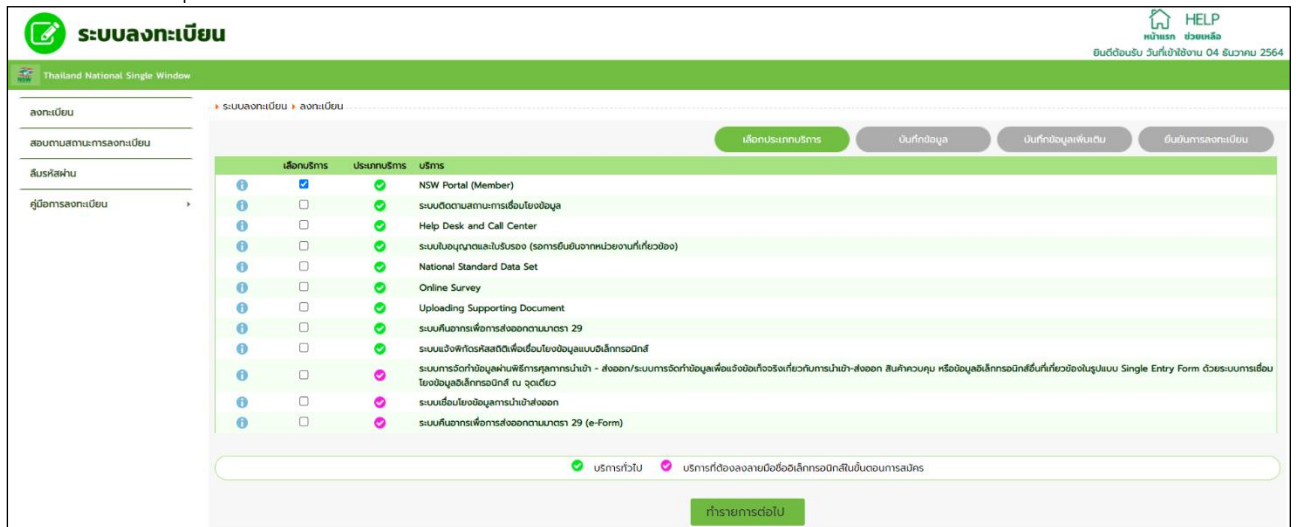 ระบบลงทะเบียน
HELP
หน้าแรก ช่วยเหลือ
ยินดีต้อนรับ วันที่เข้าใช้งาน 04 ธันวาคม 2564
Thailand National Single Window
ลงทะเบียน
สอบถามสถานะการลงทะเบียน
ลืมรหัสผ่าน
คู่มือการลงทะเบียน
ระบบลงทะเบียน ลงทะเบียน
เลือกประเภทบริการ บันทึกข้อมูล บันทึกข้อมูลเพิ่มเติม ยืนยันการลงทะเบียน
เลือกบริการ ประเภทบริการ บริการ
NSW Portal (Member)
ระบบติดตามสถานะการเชื่อมโยงข้อมูล
Help Desk and Call Center
ระบบใบอนุญาตและใบรับรอง (รอการยืนยันจากหน่วยงานที่เกี่ยวข้อง)
National Standard Data Set
Online Survey
Uploading Supporting Document
ระบบคืนอากรเพื่อการส่งออกตามมาตรา 29
ระบบแจ้งพิกัดรหัสสถิติเพื่อเชื่อมโยงข้อมูลแบบอิเล็กทรอนิกส์
ระบบการจัดทำข้อมูลผ่านพิธีการศุลกากรนำเข้า - ส่งออก/ระบบการจัดทำข้อมูลเพื่อแจ้งข้อเท็จจริงเกี่ยวกับการนำเข้า-ส่งออก สินค้าควบคุม หรือข้อมูลอิเล็กทรอนิกส์อื่นที่เกี่ยวข้องในรูปแบบ Single Entry Form ด้วยระบบการเชื่อม
โยงข้อมูลอิเล็กทรอนิกส์ ณ จุดเดียว
ระบบเชื่อมโยงข้อมูลการนำเข้าส่งออก
ระบบคืนอากรเพื่อการส่งออกตามมาตรา 29 (e-Form)
บริการทั่วไป บริการที่ต้องลงลายมือชื่ออิเล็กทรอนิกส์ในขั้นตอนการสมัคร
ทำรายการต่อไป